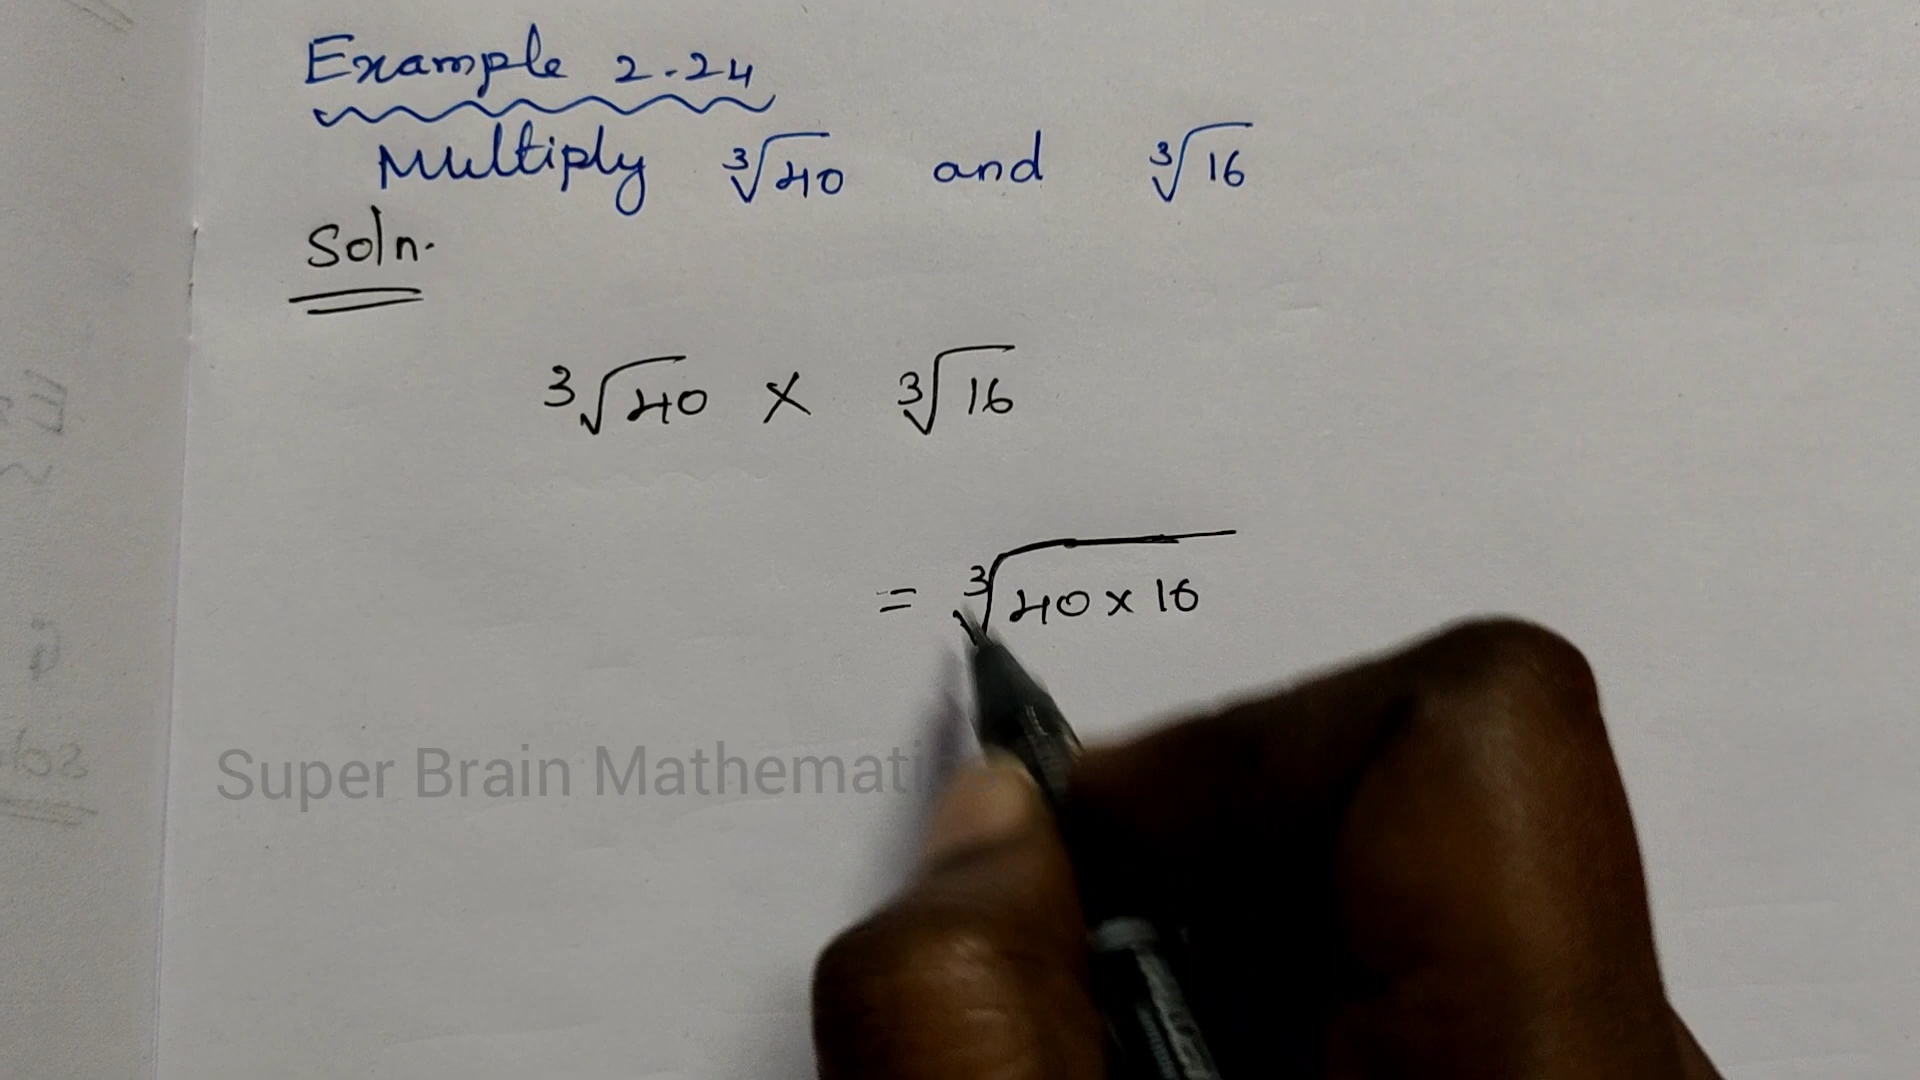 Example 2.24
Multiply ∛40 and ∛16
Soln.
∛40 × ∛16
= ∛40 × 16
Super Brain Mathemati